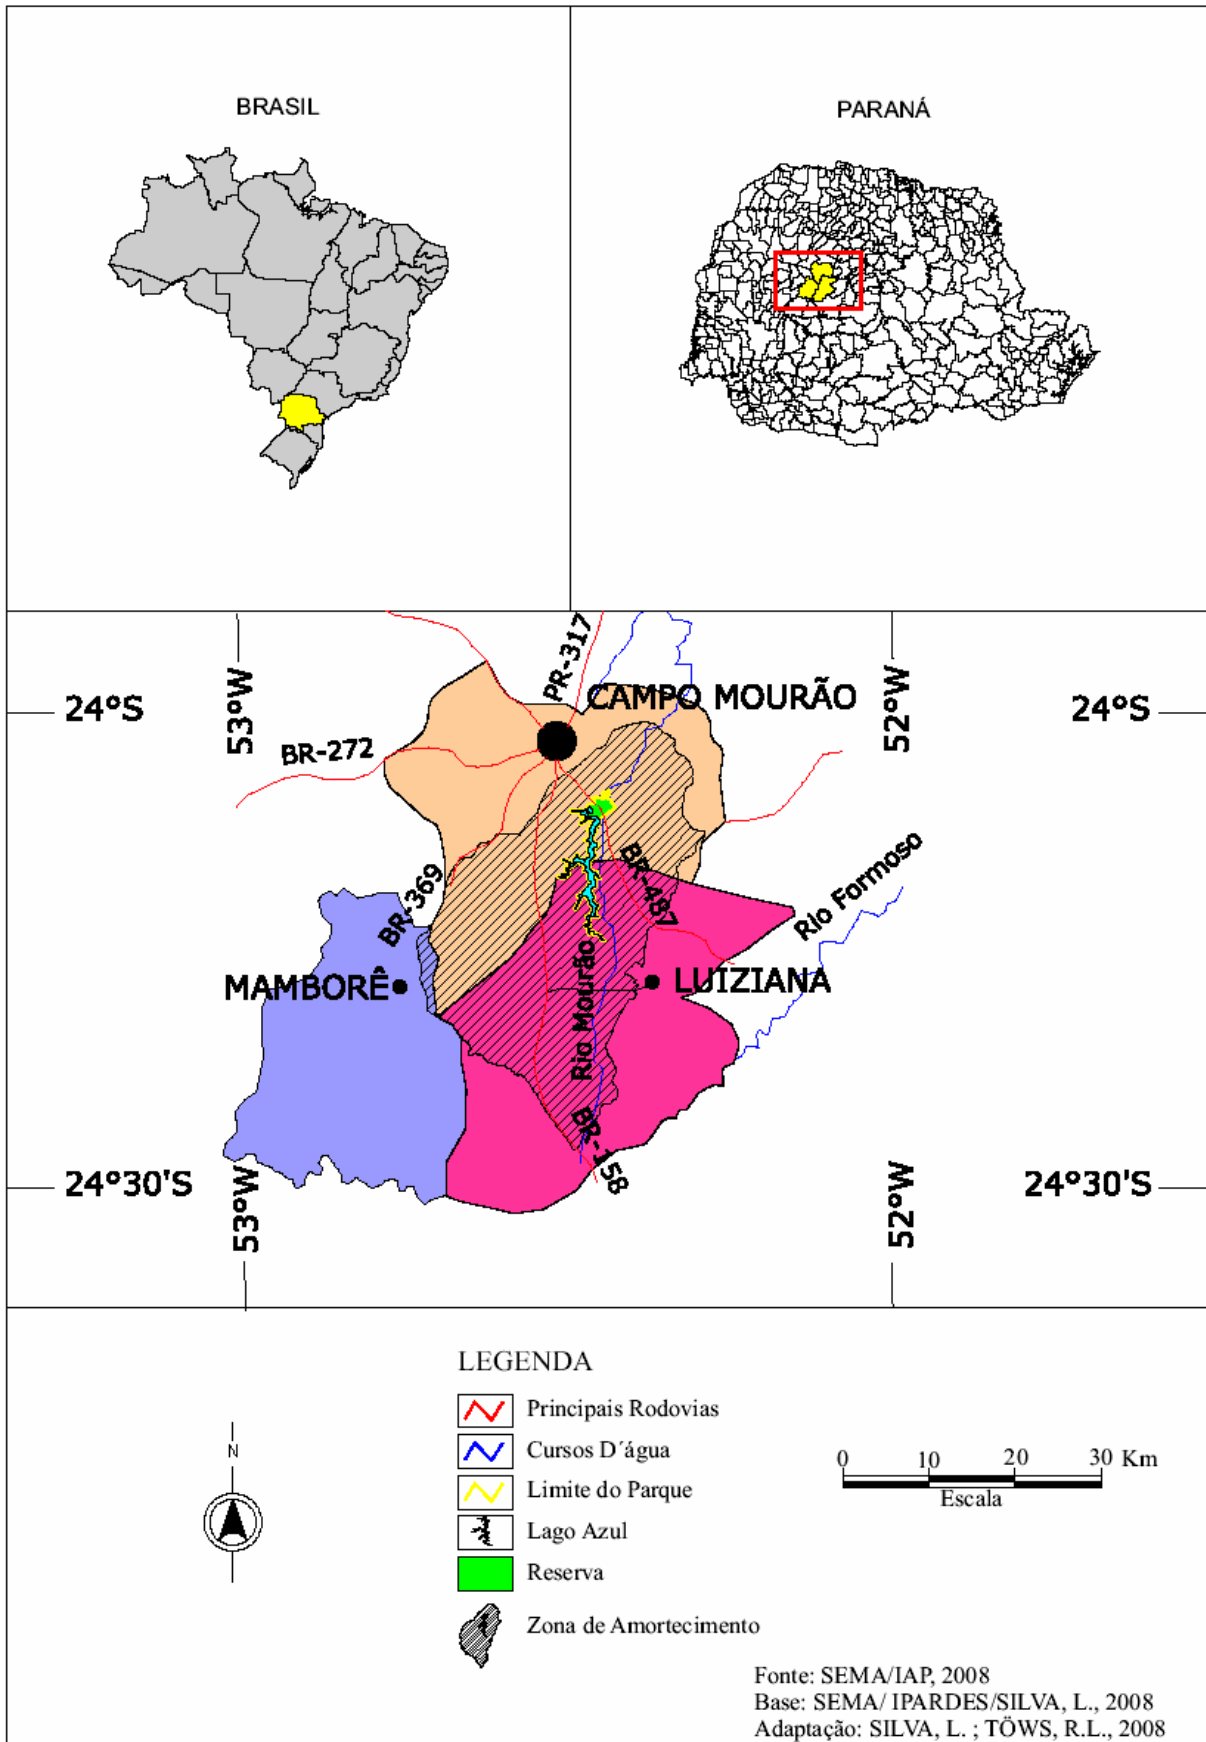 BRASIL
PARANÁ
PR-317
CAMPO MOURÃO
24°S
53°W
52°W
24°S
BR-272
BR-369
BR-487
Rio Formoso
MAMBORÊ
LUIZIANA
Rio Mourão
BR-158
24°30'S
53°W
52°W
24°30'S
LEGENDA
Principais Rodovias
Cursos D´água
Limite do Parque
Lago Azul
Reserva
Zona de Amortecimento
N
0 10 20 30 Km
Escala
Fonte: SEMA/IAP, 2008
Base: SEMA/ IPARDES/SILVA, L., 2008
Adaptação: SILVA, L. ; TÖWS, R.L., 2008